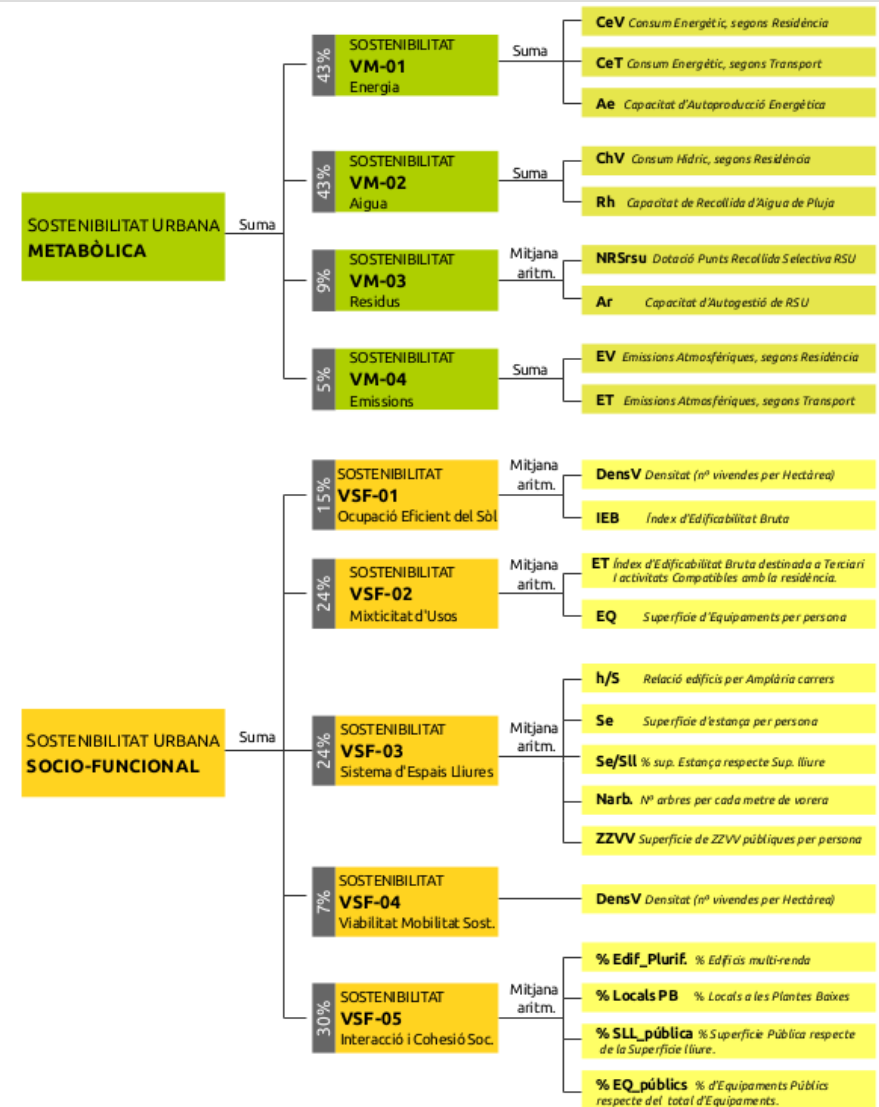 SOSTENIBILITAT URBANA
METABÒLICA
Suma
43%
SOSTENIBILITAT
VM-01
Energia
Suma
CeV Consum Energètic, segons Residència
CeT Consum Energètic, segons Transport
Ae Capacitat d'Autoproducció Energètica
43%
SOSTENIBILITAT
VM-02
Aigua
Suma
ChV Consum Hídric, segons Residència
Rh Capacitat de Recollida d'Aigua de Pluja
9%
SOSTENIBILITAT
VM-03
Residus
Mitjana
aritm.
NRSrsu Dotació Punts Recollida Selectiva RSU
Ar Capacitat d'Autogestió de RSU
5%
SOSTENIBILITAT
VM-04
Emissions
Suma
EV Emissions Atmosfériques, segons Residència
ET Emissions Atmosfériques, segons Transport
SOSTENIBILITAT URBANA
SOCIO-FUNCIONAL
Suma
15%
SOSTENIBILITAT
VSF-01
Ocupació Eficient del Sòl
Mitjana
aritm.
DensV Densitat (nº vivendes per Hectàrea)
IEB Índex d'Edificabilitat Bruta
24%
SOSTENIBILITAT
VSF-02
Mixticitat d'Usos
Mitjana
aritm.
ET Índex d'Edificabilitat Bruta destinada a Terciari
I activitats Compatibles amb la residència.
EQ Superfície d'Equipaments per persona
24%
SOSTENIBILITAT
VSF-03
Sistema d'Espais Lliures
Mitjana
aritm.
h/S Relació edificis per Amplària carrers
Se Superfície d'estança per persona
Se/Sll % sup. Estança respecte Sup. lliure
Narb. Nº arbres per cada metre de vorera
ZZVV Superfície de ZZVV públiques per persona
7%
SOSTENIBILITAT
VSF-04
Viabilitat Mobilitat Sost.
DensV Densitat (nº vivendes per Hectàrea)
30%
SOSTENIBILITAT
VSF-05
Interacció i Cohesió Soc.
Mitjana
aritm.
% Edif_Plurif. % Edificis multi-renda
% Locals PB % Locals a les Plantes Baixes
% SLL_pública % Superfície Pública respecte
de la Superfície lliure.
% EQ_públics % d'Equipaments Públics
respecte del total d'Equipaments.